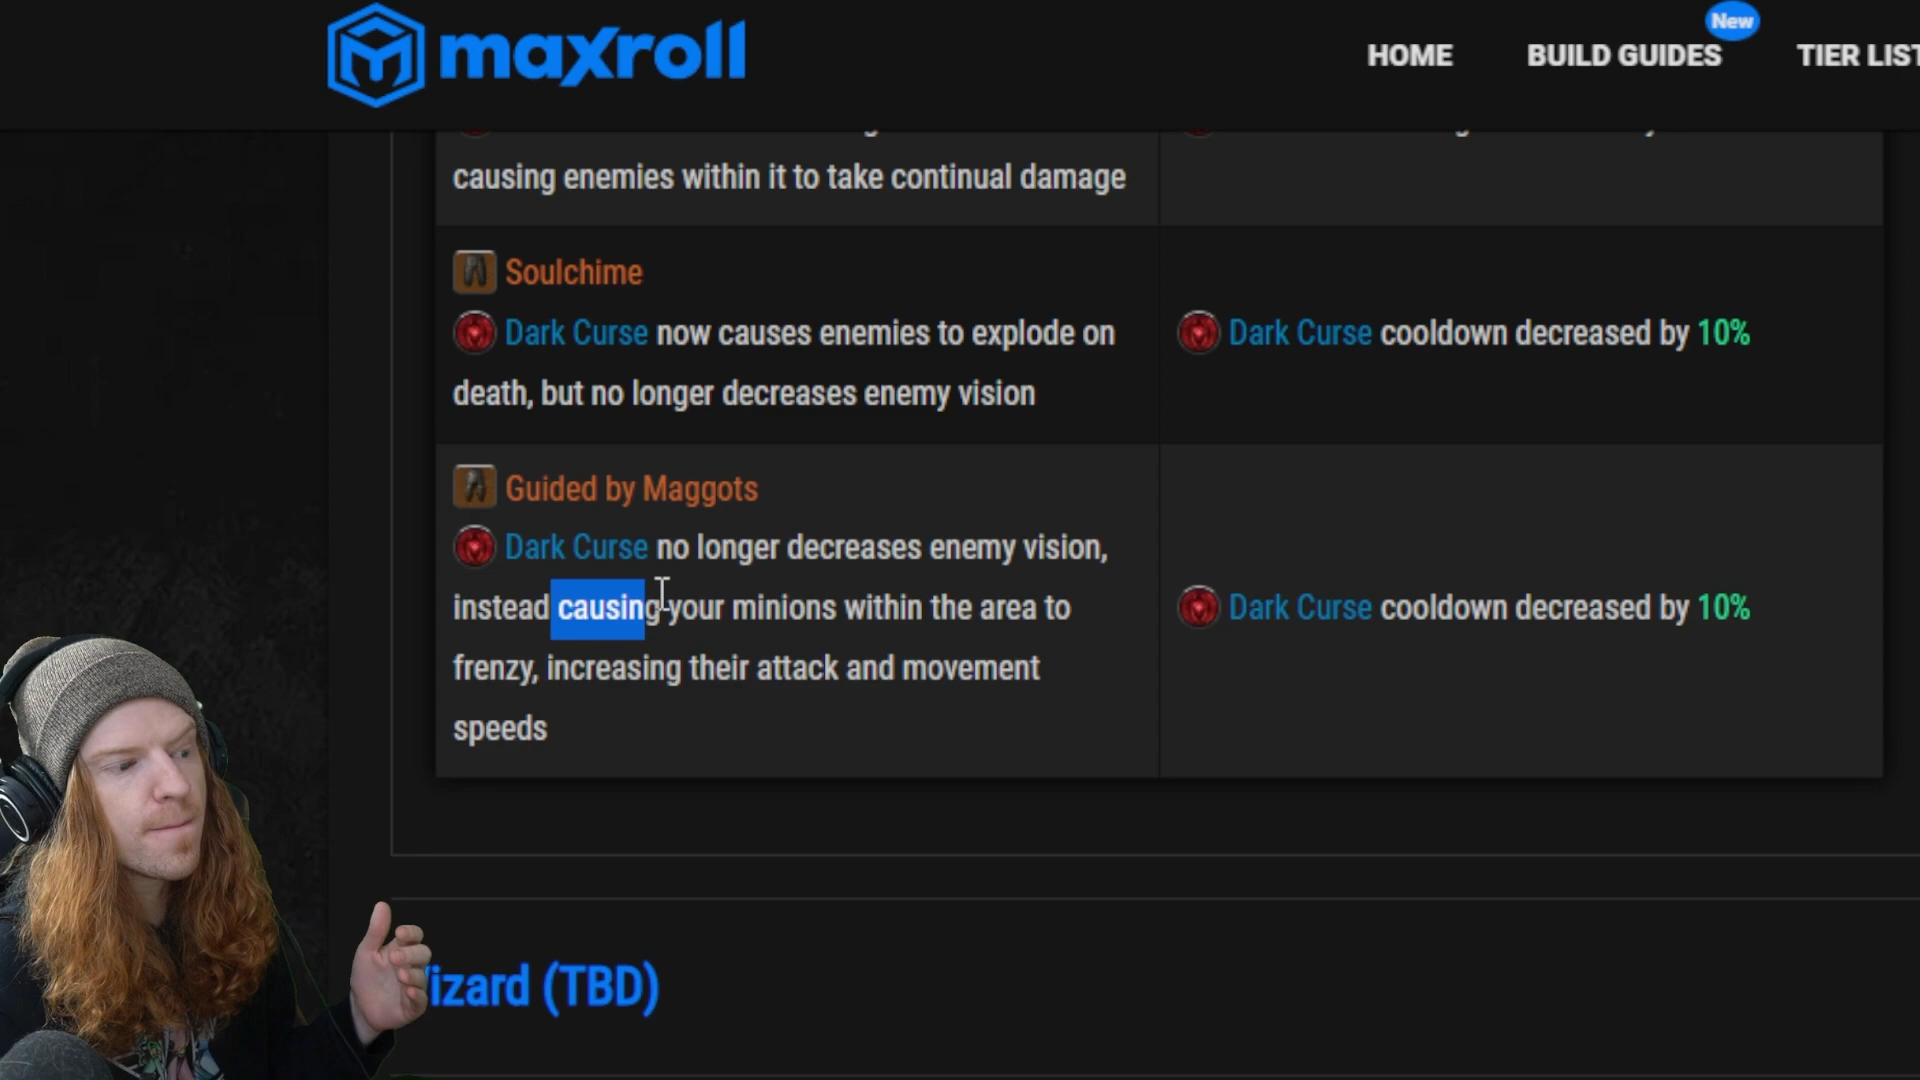 maxroll
HOME
BUILD GUIDES
New
TIER LIST
causing enemies within it to take continual damage
Soulchime
Dark Curse now causes enemies to explode on
death, but no longer decreases enemy vision
Dark Curse cooldown decreased by 10%
Guided by Maggots
Dark Curse no longer decreases enemy vision,
instead causing your minions within the area to
frenzy, increasing their attack and movement
speeds
Dark Curse cooldown decreased by 10%
izard (TBD)